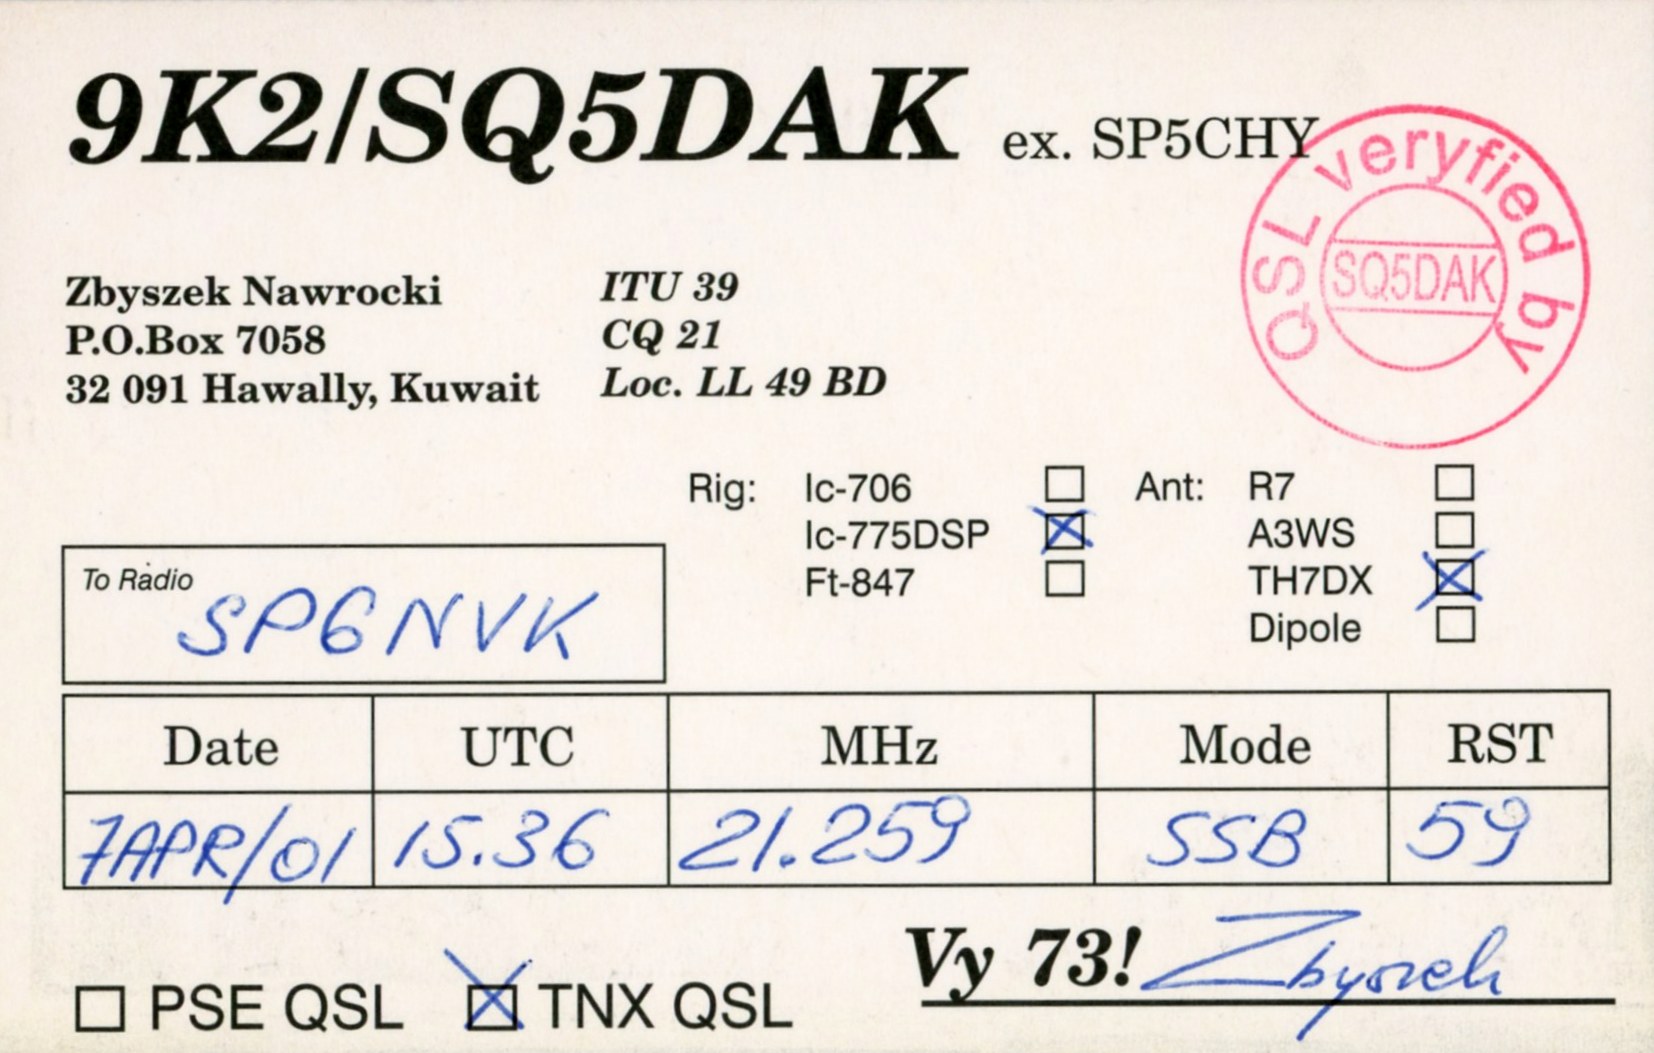 9K2/SQ5DAK ex. SP5CHY
QSL veryfied by
SQ5DAK
Zbyszek Nawrocki
P.O.Box 7058
32 091 Hawally, Kuwait
ITU 39
CQ 21
Loc. LL 49 BD
Rig: Ic-706
Ic-775DSP
Ft-847
Ant: R7
A3WS
TH7DX
Dipole
To Radio
SP6NVK
Date UTC MHz Mode RST
7APR/01 15.36 21.259 SSB 59
PSE QSL TNX QSL
Vy 73! Zbyszek